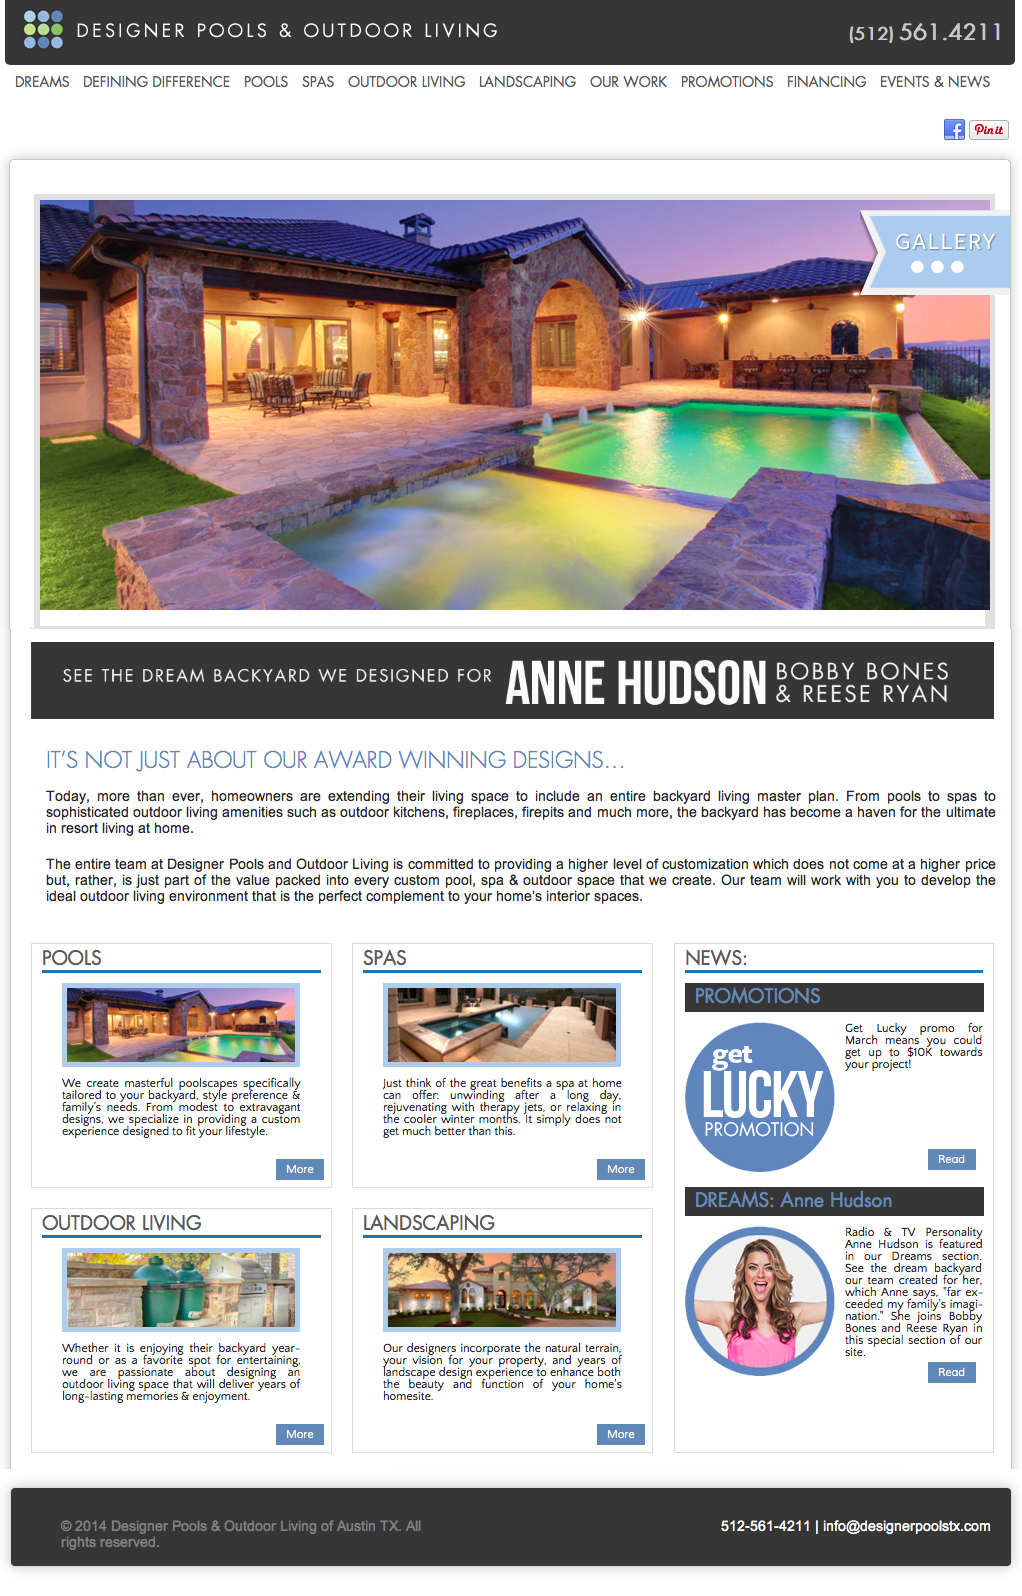 DESIGNER POOLS & OUTDOOR LIVING
(512) 561.4211
DREAMS DEFINING DIFFERENCE POOLS SPAS OUTDOOR LIVING LANDSCAPING OUR WORK PROMOTIONS FINANCING EVENTS & NEWS
f Pin it
GALLERY
SEE THE DREAM BACKYARD WE DESIGNED FOR ANNE HUDSON BOBBY BONES
& REESE RYAN
IT'S NOT JUST ABOUT OUR AWARD WINNING DESIGNS...
Today, more than ever, homeowners are extending their living space to include an entire backyard living master plan. From pools to spas to
sophisticated outdoor living amenities such as outdoor kitchens, fireplaces, firepits and much more, the backyard has become a haven for the ultimate
in resort living at home.
The entire team at Designer Pools and Outdoor Living is committed to providing a higher level of customization which does not come at a higher price
but, rather, is just part of the value packed into every custom pool, spa & outdoor space that we create. Our team will work with you to develop the
ideal outdoor living environment that is the perfect complement to your home's interior spaces.
POOLS
We create masterful poolscapes specifically
tailored to your backyard, style preference &
family's needs. From modest to extravagant
designs, we specialize in providing a custom
experience designed to fit your lifestyle.
More
SPAS
Just think of the great benefits a spa at home
can offer: unwinding after a long day,
rejuvenating with therapy jets, or relaxing in
the cooler winter months. It simply does not
get much better than this.
More
NEWS:
PROMOTIONS
get
LUCKY
PROMOTION
Get Lucky promo for
March means you could
get up to $10K towards
your project!
Read
DREAMS: Anne Hudson
Radio & TV Personality
Anne Hudson is featured
in our Dreams section.
See the dream backyard
our team created for her,
which Anne says, "far ex-
ceeded my family's imagi-
nation." She joins Bobby
Bones and Reese Ryan in
this special section of our
site.
Read
OUTDOOR LIVING
Whether it is enjoying their backyard year-
round or as a favorite spot for entertaining,
we are passionate about designing an
outdoor living space that will deliver years of
long-lasting memories & enjoyment.
More
LANDSCAPING
Our designers incorporate the natural terrain,
your vision for your property, and years of
landscape design experience to enhance both
the beauty and function of your home's
homesite.
More
© 2014 Designer Pools & Outdoor Living of Austin TX. All
rights reserved.
512-561-4211 | info@designerpoolstx.com